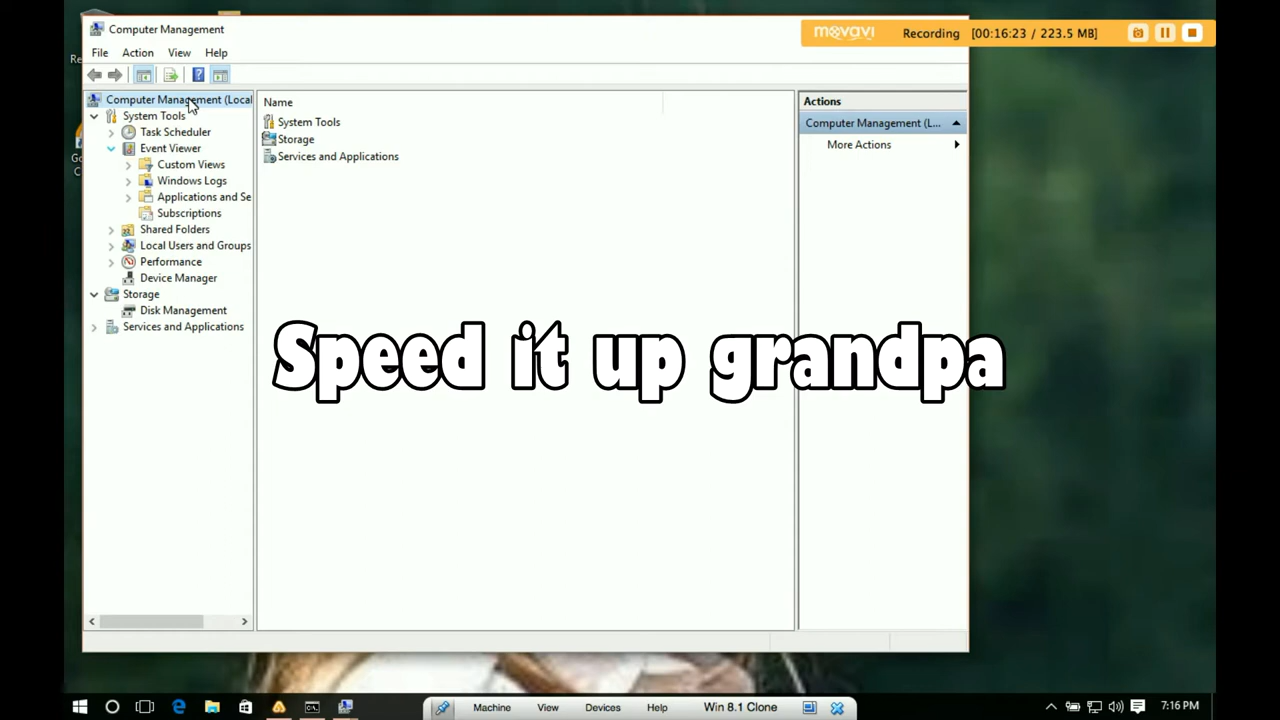 Computer Management
movavi
Recording
[00:16:23 / 223.5 MB]
File
Action
View
Help
Re
Computer Management (Local
System Tools
Task Scheduler
Event Viewer
Custom Views
Windows Logs
Applications and Se
Subscriptions
Shared Folders
Local Users and Groups
Performance
Device Manager
Storage
Disk Management
Services and Applications
Go
C
Name
System Tools
Storage
Services and Applications
Actions
Computer Management (L...
More Actions
Speed it up grandpa
Machine
View
Devices
Help
Win 8.1 Clone
7:16 PM